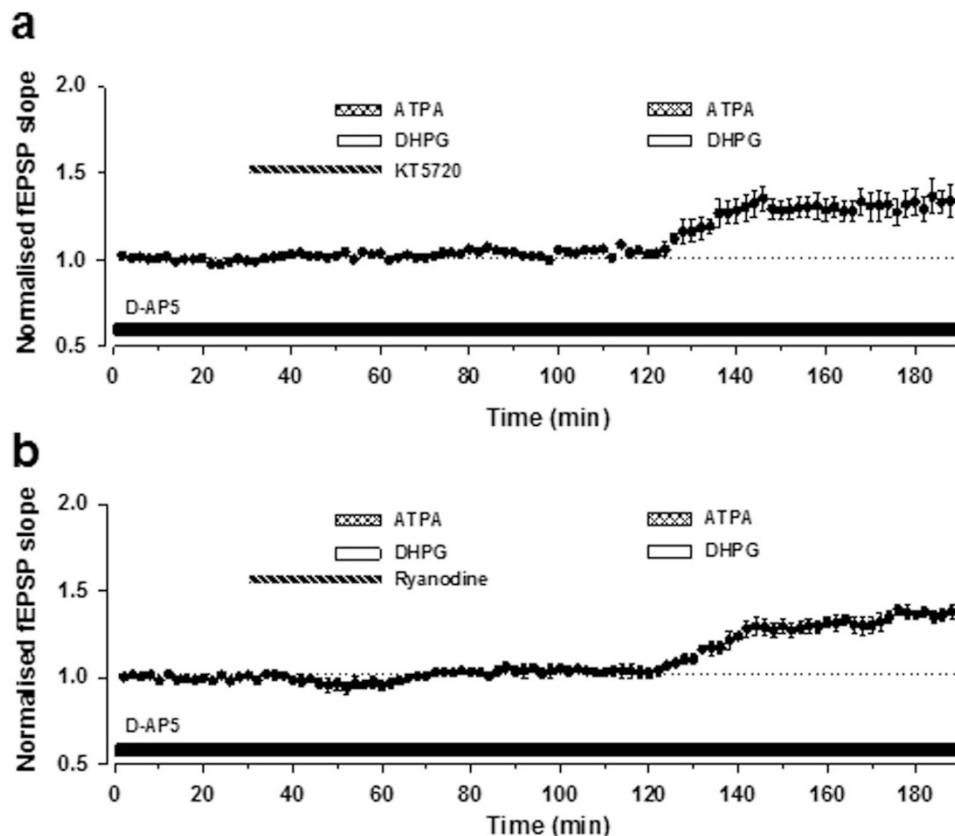 a
Normalised fEPSP slope
2.0
1.5
1.0
0.5
ATPA
ATPA
DHPG
DHPG
KT5720
D-AP5
0 20 40 60 80 100 120 140 160 180
Time (min)
b
Normalised fEPSP slope
2.0
1.5
1.0
0.5
ATPA
ATPA
DHPG
DHPG
Ryanodine
D-AP5
0 20 40 60 80 100 120 140 160 180
Time (min)